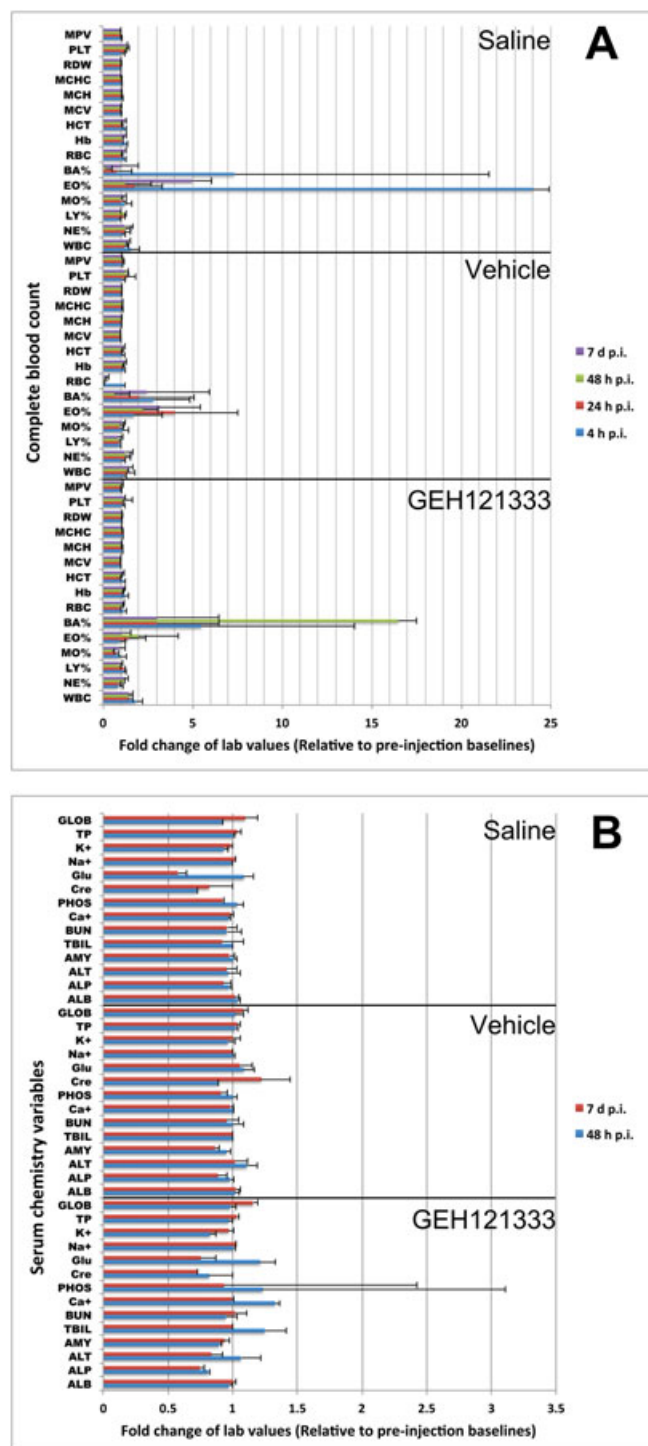 A
Saline
MPV
PLT
RDW
MCHC
MCH
MCV
HCT
Hb
RBC
BA%
EO%
MO%
LY%
NE%
WBC
Vehicle
MPV
PLT
RDW
MCHC
MCH
MCV
HCT
Hb
RBC
BA%
EO%
MO%
LY%
NE%
WBC
GEH121333
MPV
PLT
RDW
MCHC
MCH
MCV
HCT
Hb
RBC
BA%
EO%
MO%
LY%
NE%
WBC
Complete blood count
7 d p.i.
48 h p.i.
24 h p.i.
4 h p.i.
0 5 10 15 20 25
Fold change of lab values (Relative to pre-injection baselines)
B
Saline
GLOB
TP
K+
Na+
Glu
Cre
PHOS
Ca+
BUN
TBIL
AMY
ALT
ALP
ALB
Vehicle
GLOB
TP
K+
Na+
Glu
Cre
PHOS
Ca+
BUN
TBIL
AMY
ALT
ALP
ALB
GEH121333
GLOB
TP
K+
Na+
Glu
Cre
PHOS
Ca+
BUN
TBIL
AMY
ALT
ALP
ALB
Serum chemistry variables
7 d p.i.
48 h p.i.
0 0.5 1 1.5 2 2.5 3 3.5
Fold change of lab values (Relative to pre-injection baselines)